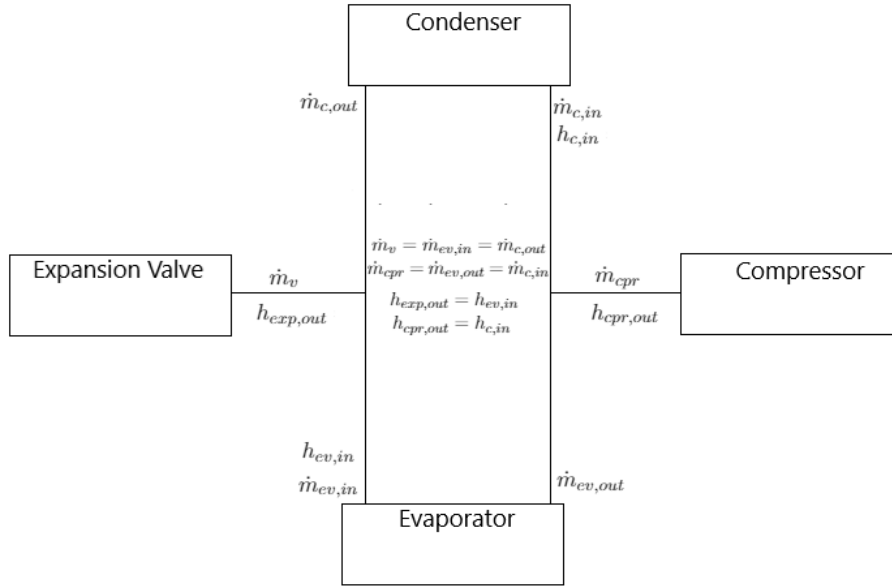 Condenser
ṁ_{c,out}
ṁ_{c,in}
h_{c,in}
ṁ_v = ṁ_{ev,in} = ṁ_{c,out}
ṁ_{cpr} = ṁ_{ev,out} = ṁ_{c,in}
h_{exp,out} = h_{ev,in}
h_{cpr,out} = h_{c,in}
Expansion Valve
ṁ_v
h_{exp,out}
ṁ_{cpr}
h_{cpr,out}
Compressor
h_{ev,in}
ṁ_{ev,in}
ṁ_{ev,out}
Evaporator